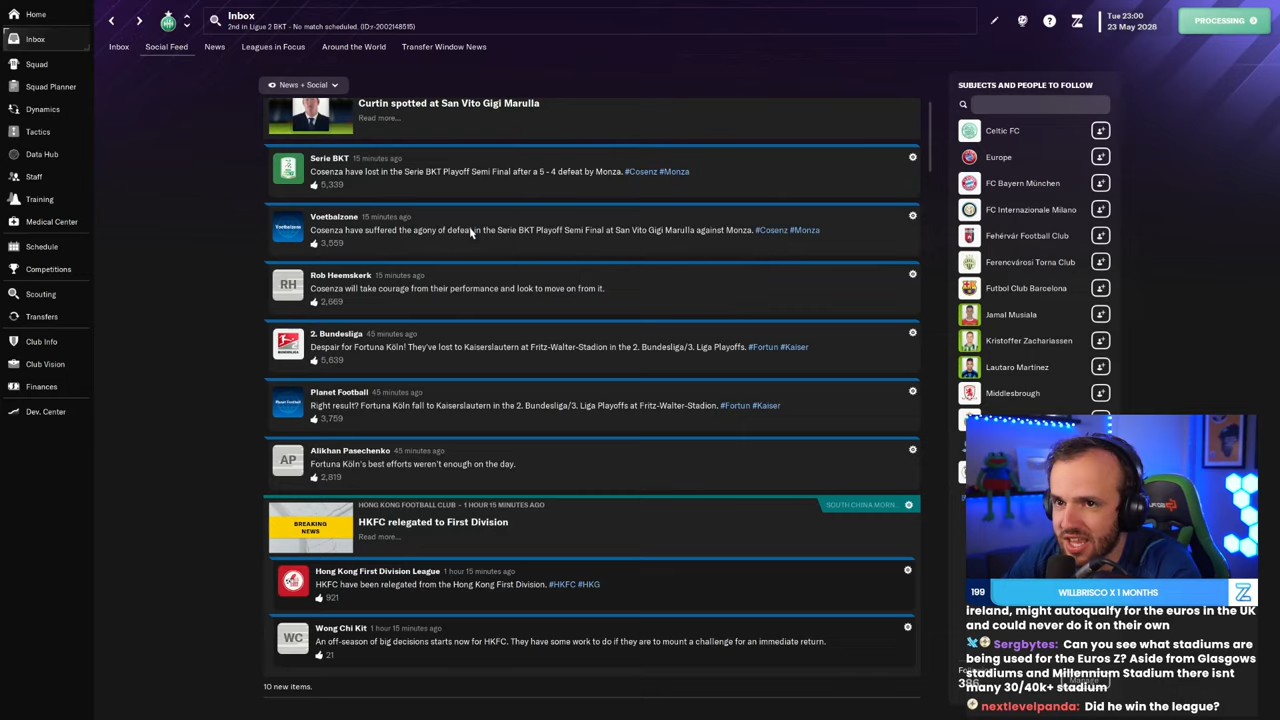 Home
Inbox
Squad
Squad Planner
Dynamics
Tactics
Data Hub
Staff
Training
Medical Center
Schedule
Competitions
Scouting
Transfers
Club Info
Club Vision
Finances
Dev. Center
Inbox
2nd in Ligue 2 BKT - No match scheduled. (ID:r-2002148515)
Tue 23:00
23 May 2028
PROCESSING
Inbox
Social Feed
News
Leagues in Focus
Around the World
Transfer Window News
News + Social
Curtin spotted at San Vito Gigi Marulla
Read more...
Serie BKT 15 minutes ago
Cosenza have lost in the Serie BKT Playoff Semi Final after a 5 - 4 defeat by Monza. #Cosenz #Monza
5,339
Voetbalzone 15 minutes ago
Cosenza have suffered the agony of defeat in the Serie BKT Playoff Semi Final at San Vito Gigi Marulla against Monza. #Cosenz #Monza
3,559
RH
Rob Heemskerk 15 minutes ago
Cosenza will take courage from their performance and look to move on from it.
2,669
2. Bundesliga 45 minutes ago
Despair for Fortuna Köln! They've lost to Kaiserslautern at Fritz-Walter-Stadion in the 2. Bundesliga/3. Liga Playoffs. #Fortun #Kaiser
5,639
Planet Football 45 minutes ago
Right result? Fortuna Köln fall to Kaiserslautern in the 2. Bundesliga/3. Liga Playoffs at Fritz-Walter-Stadion. #Fortun #Kaiser
3,759
AP
Alikhan Pasechenko 45 minutes ago
Fortuna Köln's best efforts weren't enough on the day.
2,819
HONG KONG FOOTBALL CLUB - 1 HOUR 15 MINUTES AGO
SOUTH CHINA MORN...
BREAKING
NEWS
HKFC relegated to First Division
Read more...
Hong Kong First Division League 1 hour 15 minutes ago
HKFC have been relegated from the Hong Kong First Division. #HKFC #HKG
921
WC
Wong Chi Kit 1 hour 15 minutes ago
An off-season of big decisions starts now for HKFC. They have some work to do if they are to mount a challenge for an immediate return.
21
10 new items.
SUBJECTS AND PEOPLE TO FOLLOW
Celtic FC
Europe
FC Bayern München
FC Internazionale Milano
Fehérvár Football Club
Ferencvárosi Torna Club
Futbol Club Barcelona
Jamal Musiala
Kristoffer Zachariassen
Lautaro Martínez
Middlesbrough
199
WILLBRISCO X 1 MONTHS
ireland, might autoqualfy for the euros in the UK
and could never do it on their own
Sergbytes: Can you see what stadiums are
being used for the Euros Z? Aside from Glasgows
stadiums and Millennium Stadium there isnt
many 30/40k+ stadium
Manage
nextlevelpanda: Did he win the league?